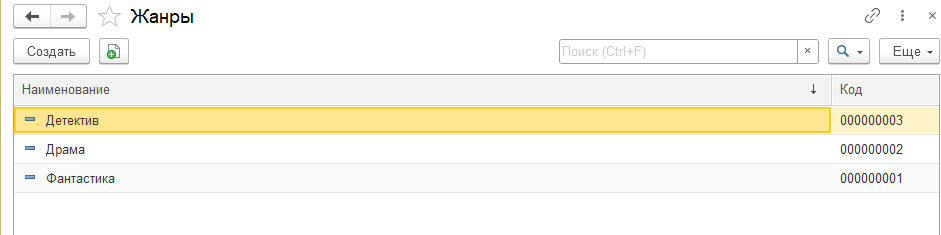 Жанры
Создать
Поиск (Ctrl+F)
×
Еще
Наименование
Код
Детектив
000000003
Драма
000000002
Фантастика
000000001